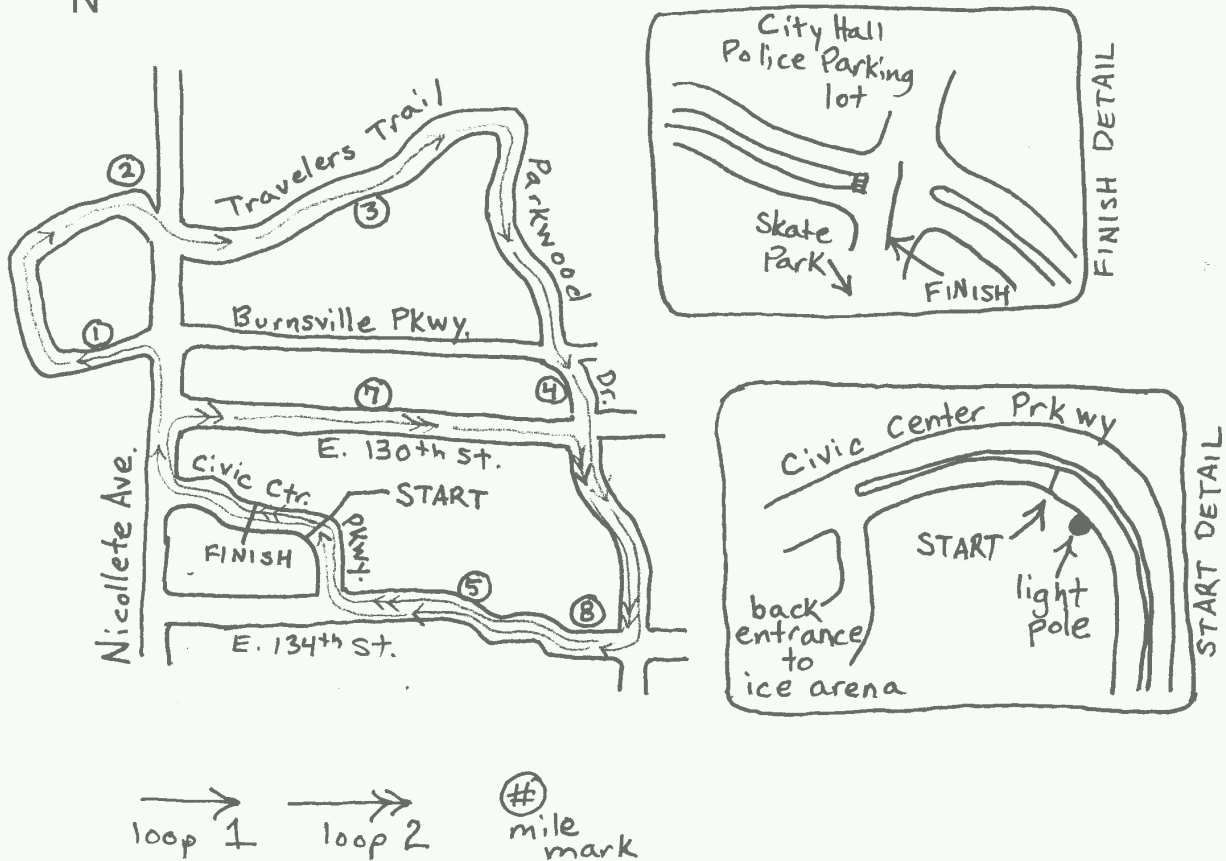 N
City Hall
Police Parking
lot
Skate
Park
FINISH
FINISH DETAIL
Travelers Trail
Parkwood
Dr.
2
3
1
Burnsville Pkwy.
4
7
E. 130th St.
Civic Ctr.
PKWY.
START
FINISH
Nicollete Ave.
5
8
E. 134th St.
Civic Center Prkwy
START
light
pole
back
entrance
to
ice arena
START DETAIL
loop 1
loop 2
#
mile
mark